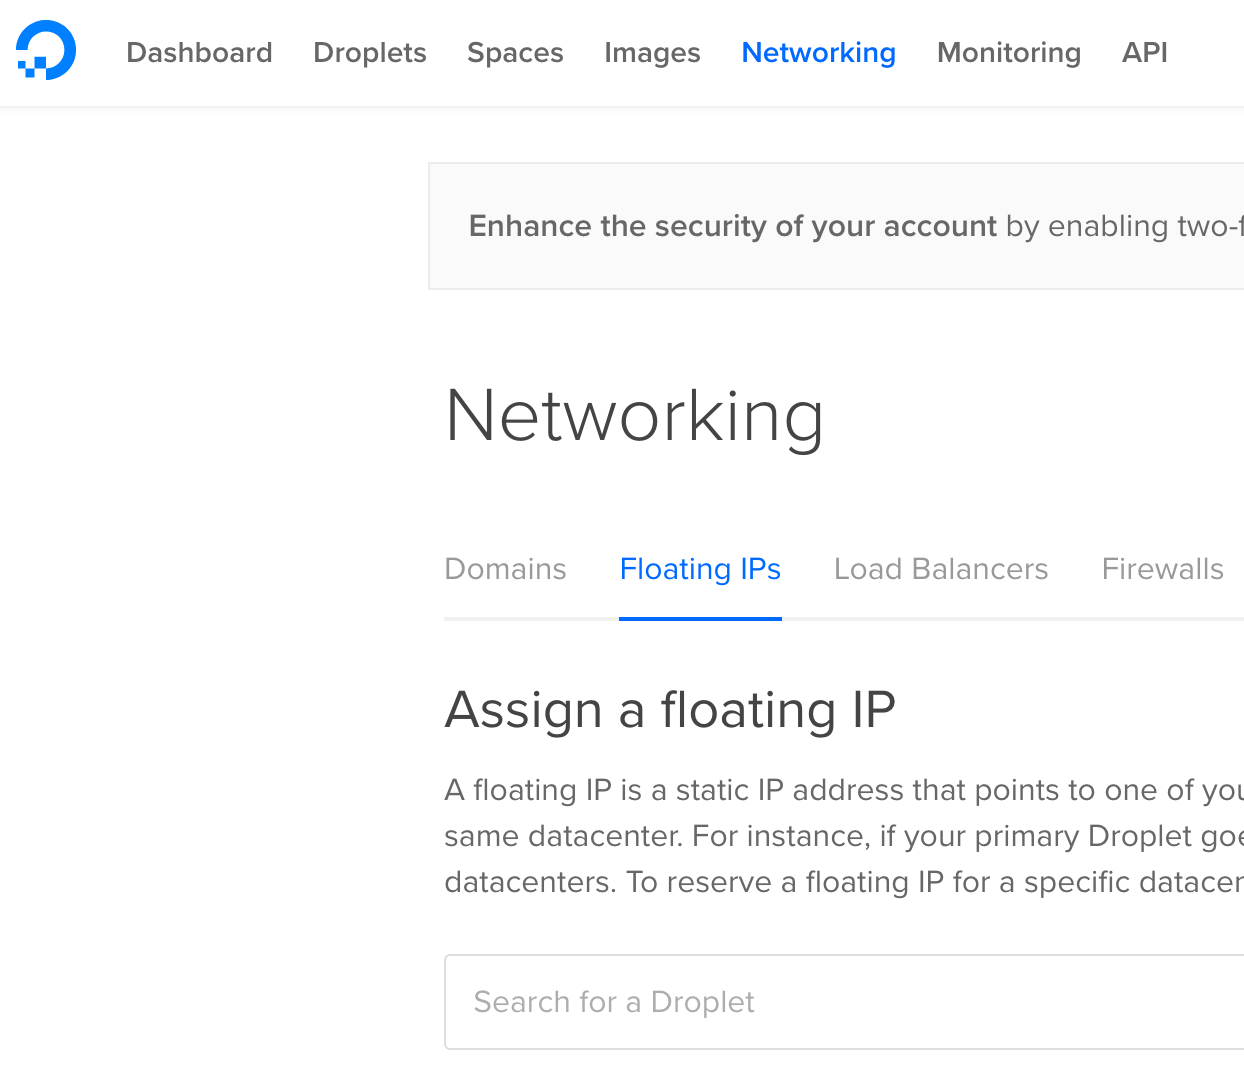 Dashboard Droplets Spaces Images Networking Monitoring API
Enhance the security of your account by enabling two-f
Networking
Domains Floating IPs Load Balancers Firewalls
Assign a floating IP
A floating IP is a static IP address that points to one of you
same datacenter. For instance, if your primary Droplet goe
datacenters. To reserve a floating IP for a specific datacen
Search for a Droplet